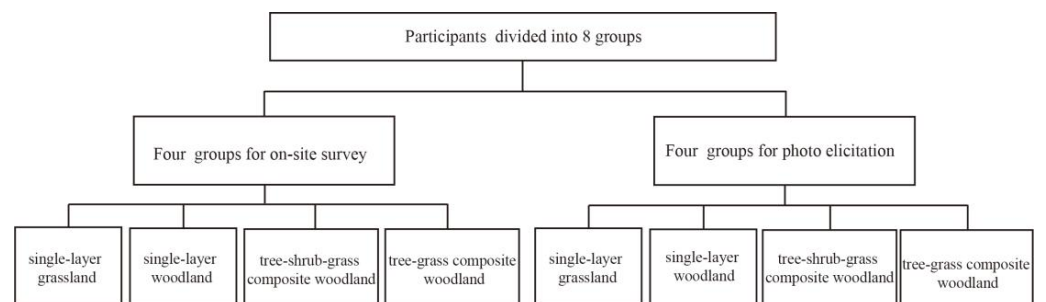 Participants divided into 8 groups
Four groups for on-site survey
Four groups for photo elicitation
single-layer
grassland
single-layer
woodland
tree-shrub-grass
composite woodland
tree-grass composite
woodland
single-layer
grassland
single-layer
woodland
tree-shrub-grass
composite woodland
tree-grass composite
woodland